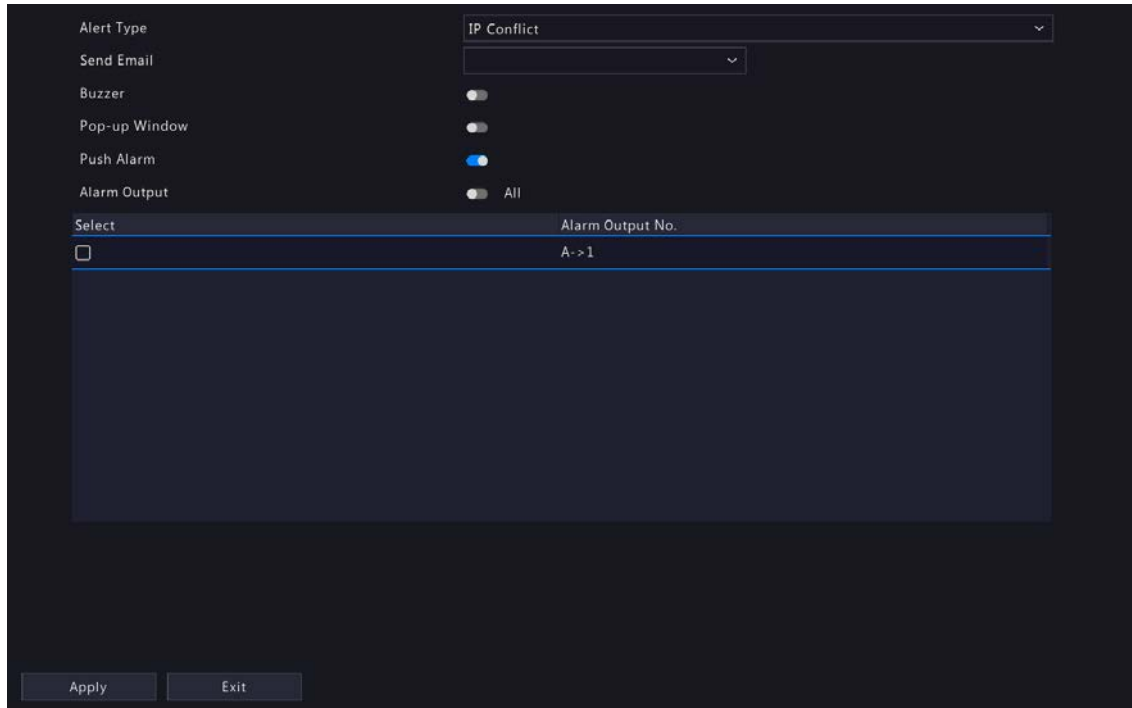 Alert Type IP Conflict
Send Email
Buzzer
Pop-up Window
Push Alarm
Alarm Output All
Select Alarm Output No.
A->1
Apply Exit